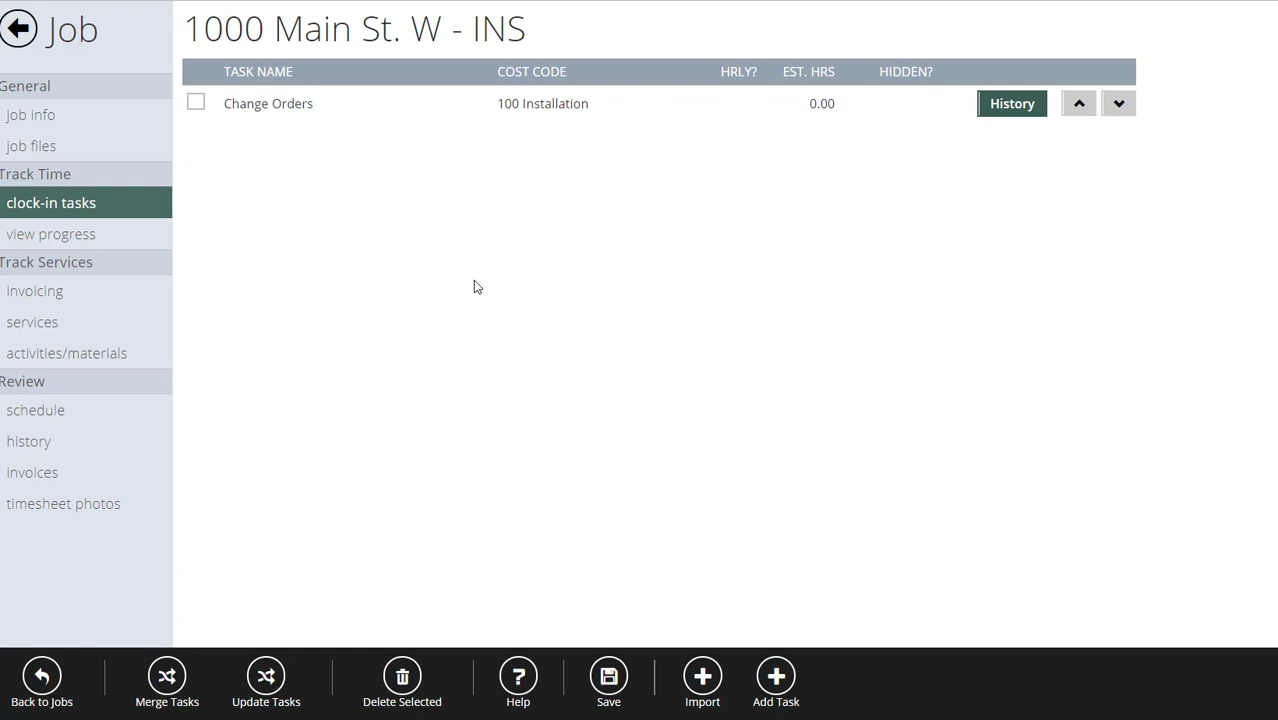 Job
1000 Main St. W - INS
General
job info
job files
Track Time
clock-in tasks
view progress
Track Services
invoicing
services
activities/materials
Review
schedule
history
invoices
timesheet photos
TASK NAME COST CODE HRLY? EST. HRS HIDDEN?
Change Orders 100 Installation 0.00 History
Back to Jobs Merge Tasks Update Tasks Delete Selected ? Help Save Import Add Task